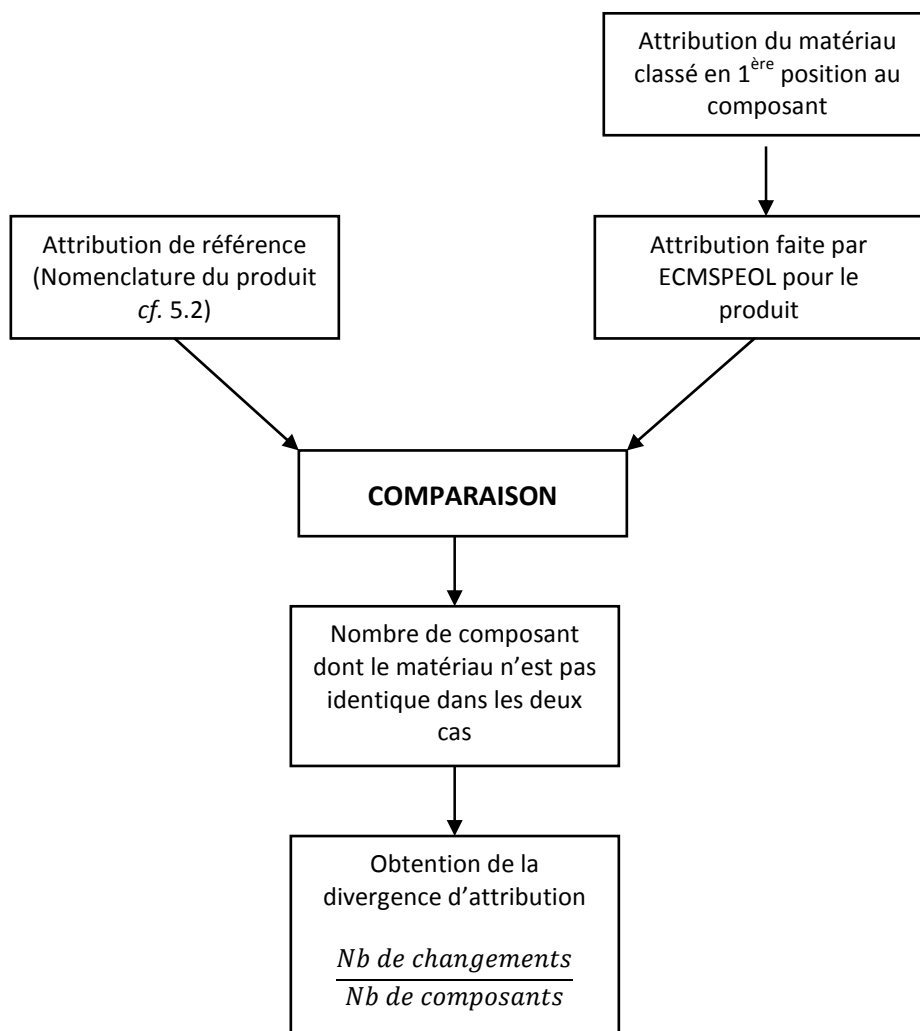 Attribution du matériau
classé en 1ère position au
composant
Attribution de référence
(Nomenclature du produit
cf. 5.2)
Attribution faite par
ECMSPEOL pour le
produit
COMPARAISON
Nombre de composant
dont le matériau n’est pas
identique dans les deux
cas
Obtention de la
divergence d’attribution
Nb de changements
Nb de composants